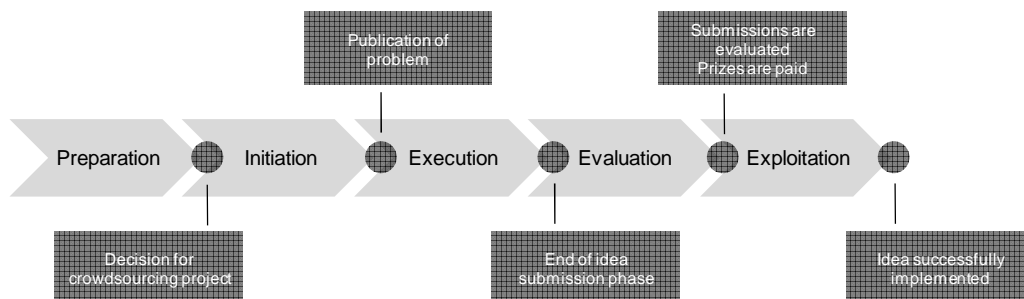 Publication of
problem
Submissions are
evaluated
Prizes are paid
Preparation
Initiation
Execution
Evaluation
Exploitation
Decision for
crowdsourcing project
End of idea
submission phase
Idea successfully
implemented